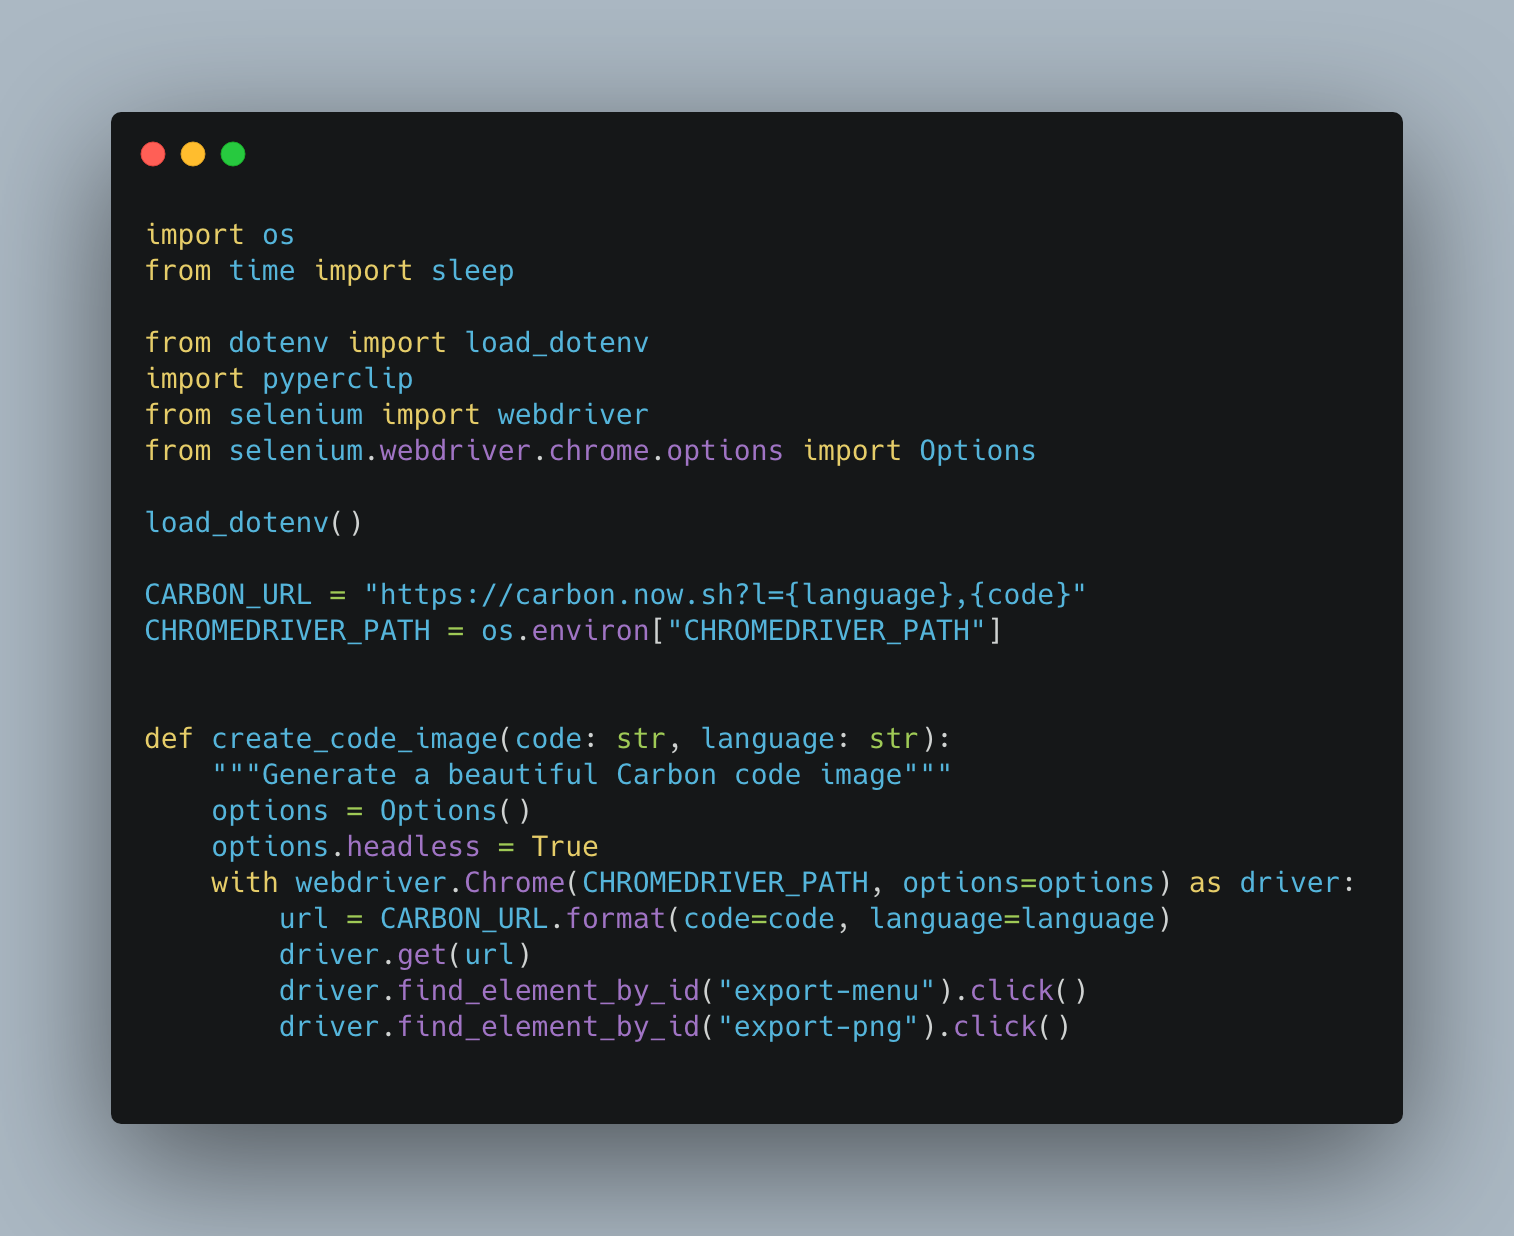 import os
from time import sleep

from dotenv import load_dotenv
import pyperclip
from selenium import webdriver
from selenium.webdriver.chrome.options import Options

load_dotenv()

CARBON_URL = "https://carbon.now.sh?l={language},{code}"
CHROMEDRIVER_PATH = os.environ["CHROMEDRIVER_PATH"]


def create_code_image(code: str, language: str):
    """Generate a beautiful Carbon code image"""
    options = Options()
    options.headless = True
    with webdriver.Chrome(CHROMEDRIVER_PATH, options=options) as driver:
        url = CARBON_URL.format(code=code, language=language)
        driver.get(url)
        driver.find_element_by_id("export-menu").click()
        driver.find_element_by_id("export-png").click()